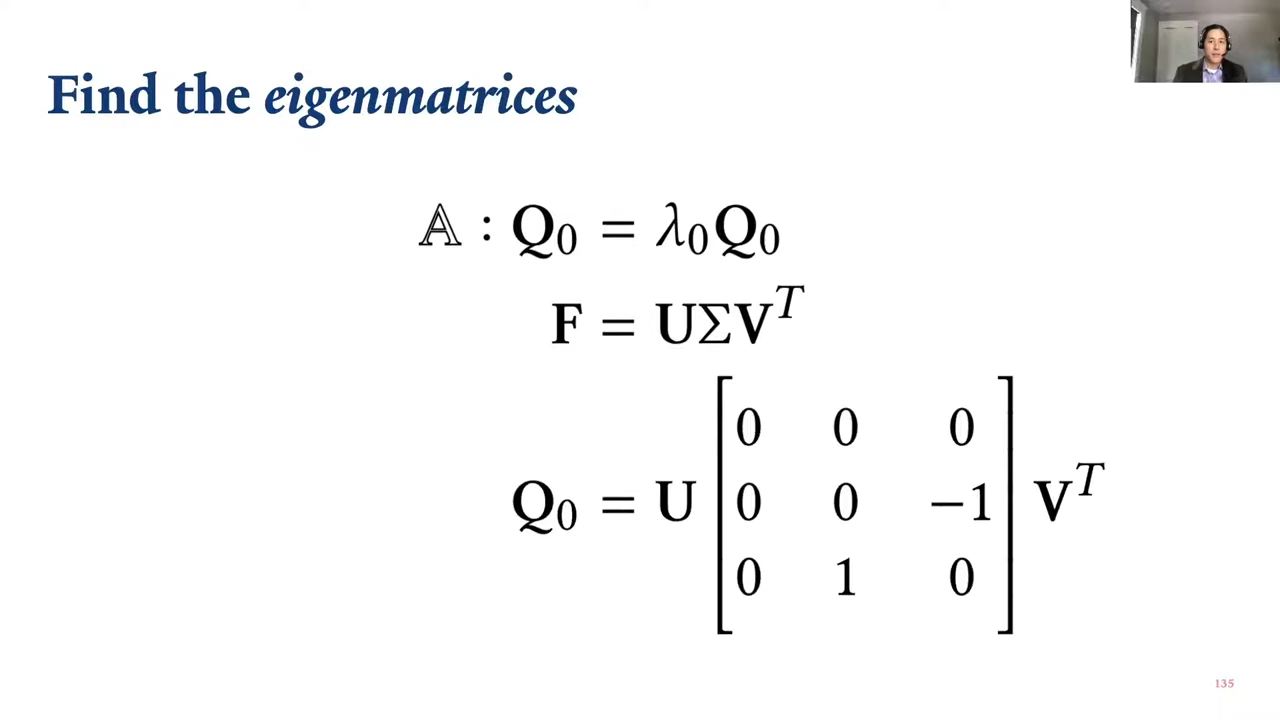 Find the eigenmatrices
𝔸 : Q₀ = λ₀Q₀
F = UΣVᵀ
Q₀ = U [ 0 0 0
0 0 −1
0 1 0 ] Vᵀ
135